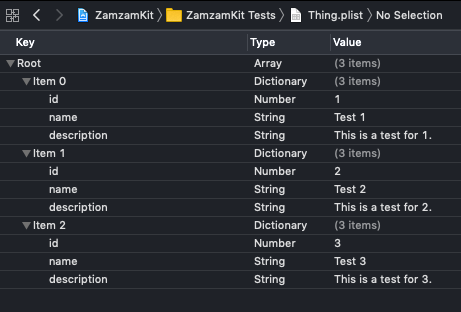 ZamzamKit ZamzamKit Tests Thing.plist No Selection
Key Type Value
Root Array (3 items)
Item 0 Dictionary (3 items)
id Number 1
name String Test 1
description String This is a test for 1.
Item 1 Dictionary (3 items)
id Number 2
name String Test 2
description String This is a test for 2.
Item 2 Dictionary (3 items)
id Number 3
name String Test 3
description String This is a test for 3.